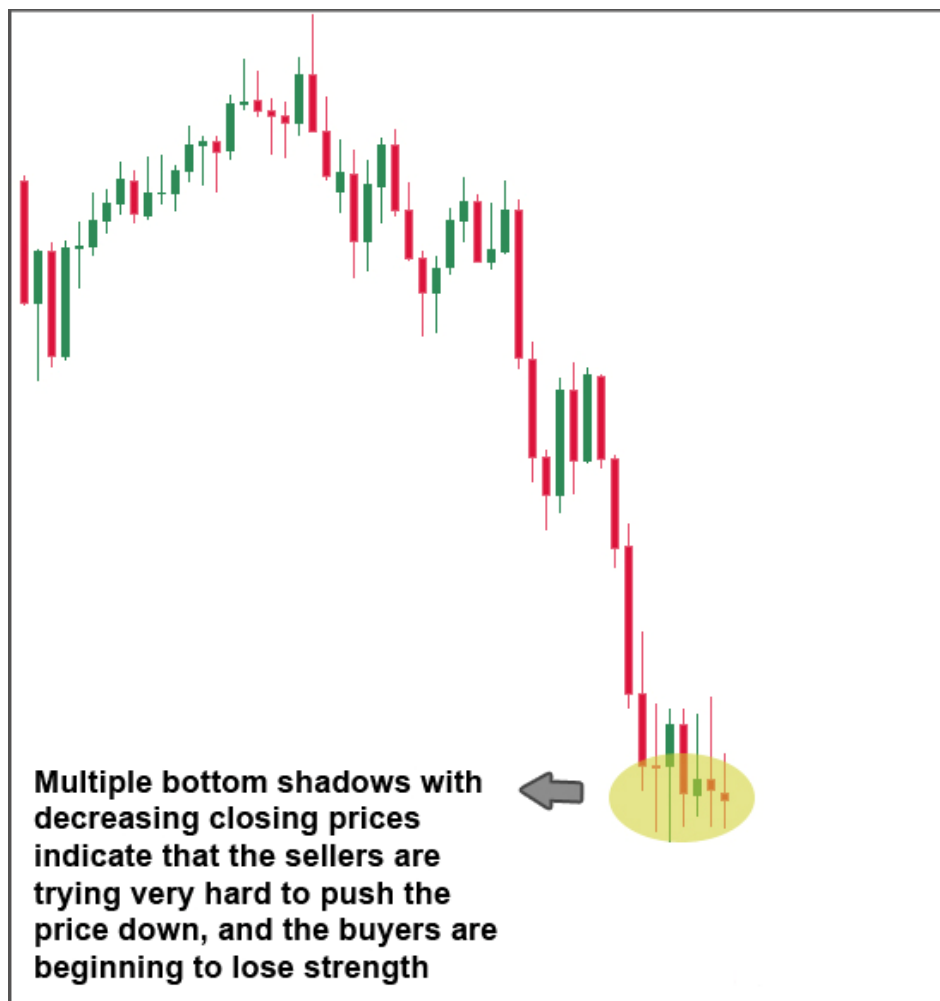 Multiple bottom shadows with
decreasing closing prices
indicate that the sellers are
trying very hard to push the
price down, and the buyers are
beginning to lose strength